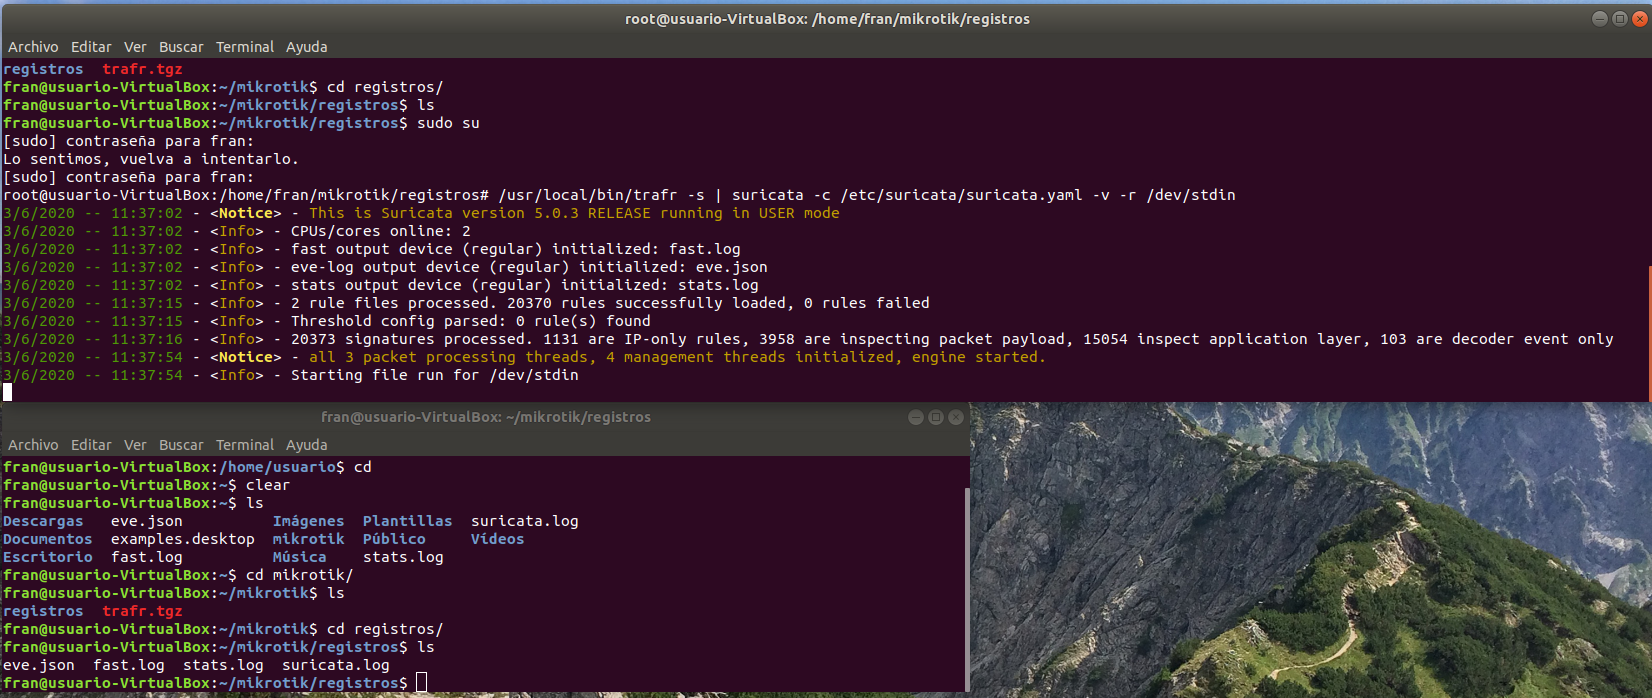 root@usuario-VirtualBox: /home/fran/mikrotik/registros
Archivo Editar Ver Buscar Terminal Ayuda
registros  trafr.tgz
fran@usuario-VirtualBox:~/mikrotik$ cd registros/
fran@usuario-VirtualBox:~/mikrotik/registros$ ls
fran@usuario-VirtualBox:~/mikrotik/registros$ sudo su
[sudo] contraseña para fran:
Lo sentimos, vuelva a intentarlo.
[sudo] contraseña para fran:
root@usuario-VirtualBox:/home/fran/mikrotik/registros# /usr/local/bin/trafr -s | suricata -c /etc/suricata/suricata.yaml -v -r /dev/stdin
3/6/2020 -- 11:37:02 - <Notice> - This is Suricata version 5.0.3 RELEASE running in USER mode
3/6/2020 -- 11:37:02 - <Info> - CPUs/cores online: 2
3/6/2020 -- 11:37:02 - <Info> - fast output device (regular) initialized: fast.log
3/6/2020 -- 11:37:02 - <Info> - eve-log output device (regular) initialized: eve.json
3/6/2020 -- 11:37:02 - <Info> - stats output device (regular) initialized: stats.log
3/6/2020 -- 11:37:15 - <Info> - 2 rule files processed. 20370 rules successfully loaded, 0 rules failed
3/6/2020 -- 11:37:15 - <Info> - Threshold config parsed: 0 rule(s) found
3/6/2020 -- 11:37:16 - <Info> - 20373 signatures processed. 1131 are IP-only rules, 3958 are inspecting packet payload, 15054 inspect application layer, 103 are decoder event only
3/6/2020 -- 11:37:54 - <Notice> - all 3 packet processing threads, 4 management threads initialized, engine started.
3/6/2020 -- 11:37:54 - <Info> - Starting file run for /dev/stdin
fran@usuario-VirtualBox: ~/mikrotik/registros
Archivo Editar Ver Buscar Terminal Ayuda
fran@usuario-VirtualBox:/home/usuario$ cd
fran@usuario-VirtualBox:~$ clear
fran@usuario-VirtualBox:~$ ls
Descargas   eve.json          Imágenes  Plantillas  suricata.log
Documentos  examples.desktop  mikrotik  Público     Vídeos
Escritorio  fast.log          Música    stats.log
fran@usuario-VirtualBox:~$ cd mikrotik/
fran@usuario-VirtualBox:~/mikrotik$ ls
registros  trafr.tgz
fran@usuario-VirtualBox:~/mikrotik$ cd registros/
fran@usuario-VirtualBox:~/mikrotik/registros$ ls
eve.json  fast.log  stats.log  suricata.log
fran@usuario-VirtualBox:~/mikrotik/registros$